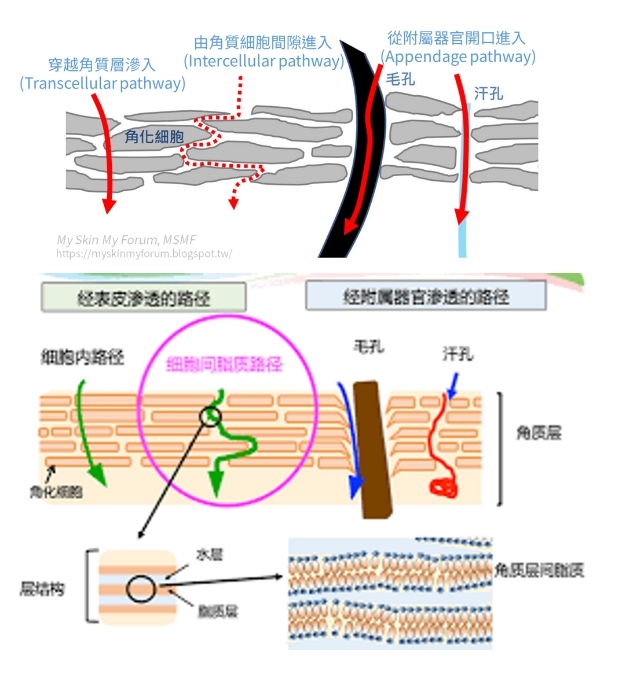 由角質細胞間隙進入
(Intercellular pathway)
從附屬器官開口進入
(Appendage pathway)
穿越角質層滲入
(Transcellular pathway)
毛孔
汗孔
角化細胞
My Skin My Forum, MSMF
https://myskinmyforum.blogspot.tw/
经表皮渗透的路径
经附属器官渗透的路径
细胞内路径
细胞间脂质路径
毛孔
汗孔
角质层
角化细胞
水层
层结构
脂质层
角质层间脂质